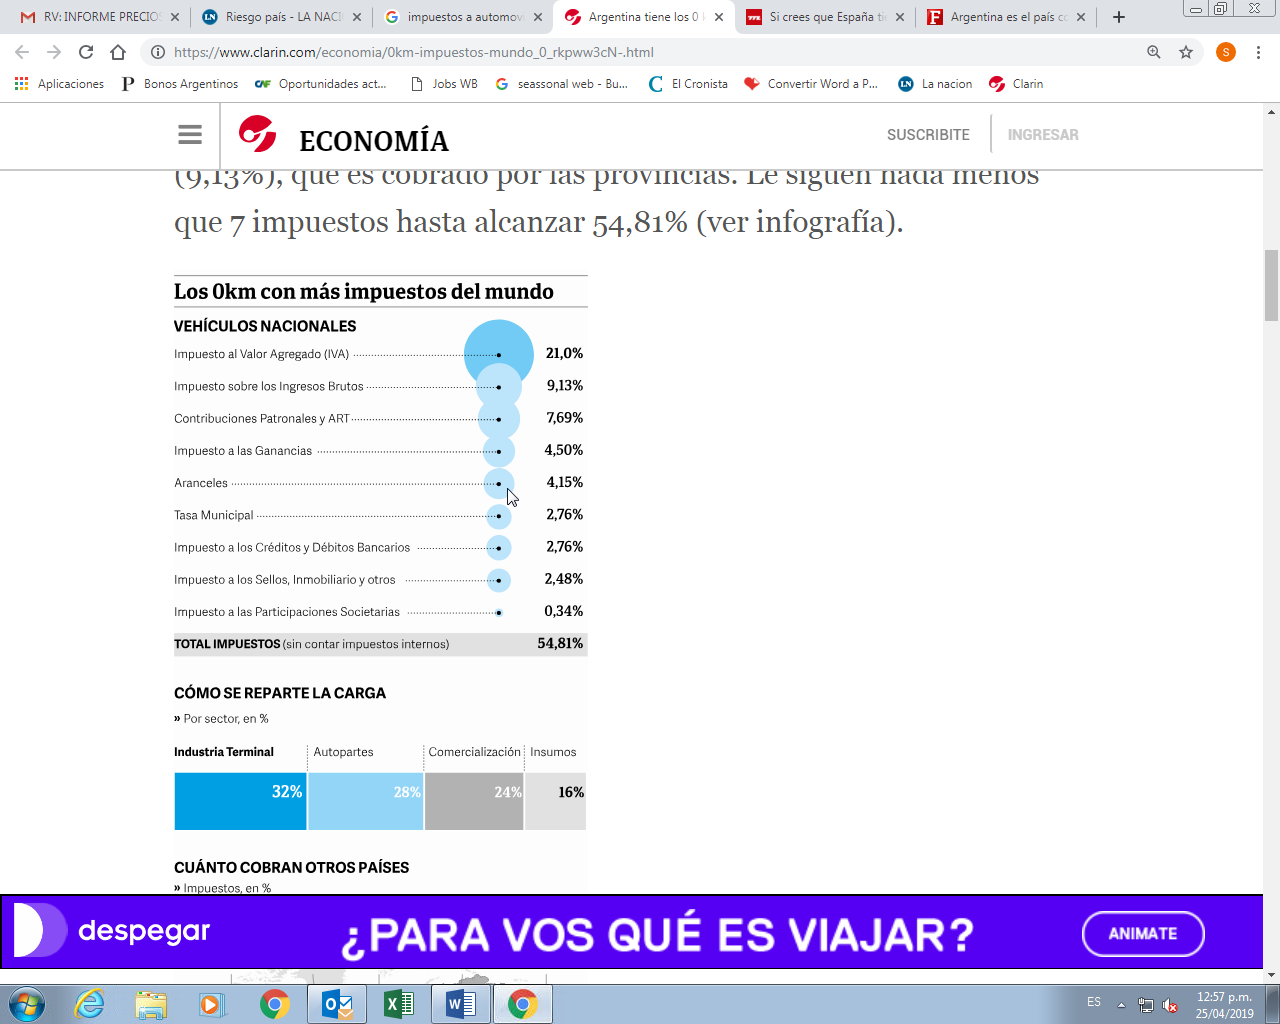 RV: INFORME PRECIOS
Riesgo país - LA NACI
impuestos a automov
Argentina tiene los 0 k
Si crees que España ti
Argentina es el país co
https://www.clarin.com/economia/0km-impuestos-mundo_0_rkpww3cN-.html
S
Aplicaciones
Bonos Argentinos
Oportunidades act...
Jobs WB
seassonal web - Bu...
El Cronista
Convertir Word a P...
La nacion
Clarin
ECONOMÍA
SUSCRIBITE
INGRESAR
(9,13%), que es cobrado por las provincias. Le siguen nada menos
que 7 impuestos hasta alcanzar 54,81% (ver infografía).
Los 0km con más impuestos del mundo
VEHÍCULOS NACIONALES
Impuesto al Valor Agregado (IVA) 21,0%
Impuesto sobre los Ingresos Brutos 9,13%
Contribuciones Patronales y ART 7,69%
Impuesto a las Ganancias 4,50%
Aranceles 4,15%
Tasa Municipal 2,76%
Impuesto a los Créditos y Débitos Bancarios 2,76%
Impuesto a los Sellos, Inmobiliario y otros 2,48%
Impuesto a las Participaciones Societarias 0,34%
TOTAL IMPUESTOS (sin contar impuestos internos) 54,81%
CÓMO SE REPARTE LA CARGA
» Por sector, en %
Industria Terminal Autopartes Comercialización Insumos
32% 28% 24% 16%
CUÁNTO COBRAN OTROS PAÍSES
» Impuestos, en %
despegar
¿PARA VOS QUÉ ES VIAJAR?
ANIMATE
ES
12:57 p.m.
25/04/2019